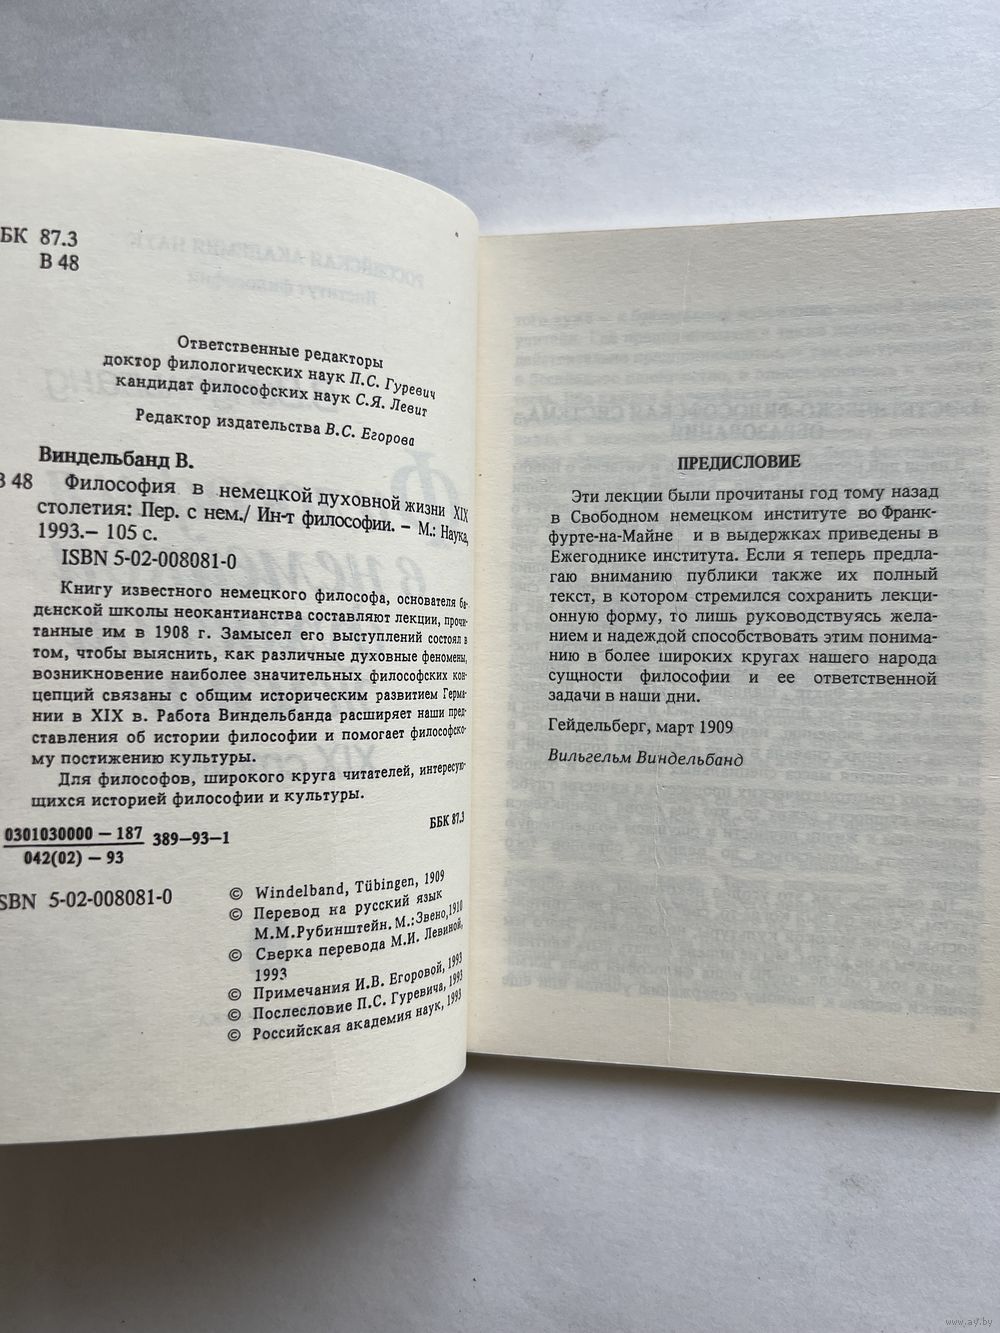 ББК 87.3
В 48
Ответственные редакторы
доктор филологических наук П.С. Гуревич
кандидат философских наук С.Я. Левит
Редактор издательства В.С. Егорова
Виндельбанд В.
В 48 Философия в немецкой духовной жизни XIX
столетия: Пер. с нем./ Ин-т философии. – М.: Наука,
1993.– 105 с.
ISBN 5-02-008081-0
Книгу известного немецкого философа, основателя ба-
денской школы неокантианства составляют лекции, прочи-
танные им в 1908 г. Замысел его выступлений состоял в
том, чтобы выяснить, как различные духовные феномены,
возникновение наиболее значительных философских кон-
цепций связаны с общим историческим развитием Герма-
нии в XIX в. Работа Виндельбанда расширяет наши пред-
ставления об истории философии и помогает философско-
му постижению культуры.
Для философов, широкого круга читателей, интересую-
щихся историей философии и культуры.
0301030000 – 187
042(02) – 93
389–93–1
ББК 87.3
ISBN 5-02-008081-0
© Windelband, Tübingen, 1909
© Перевод на русский язык
М.М.Рубинштейн. М.:Звено,1910
© Сверка перевода М.И. Левиной,
1993
© Примечания И.В. Егоровой, 1993
© Послесловие П.С. Гуревича, 1993
© Российская академия наук, 1993
ПРЕДИСЛОВИЕ
Эти лекции были прочитаны год тому назад
в Свободном немецком институте во Франк-
фурте-на-Майне и в выдержках приведены в
Ежегоднике института. Если я теперь предла-
гаю вниманию публики также их полный
текст, в котором стремился сохранить лекци-
онную форму, то лишь руководствуясь жела-
нием и надеждой способствовать этим понима-
нию в более широких кругах нашего народа
сущности философии и ее ответственной
задачи в наши дни.
Гейдельберг, март 1909
Вильгельм Виндельбанд
www.ay.by